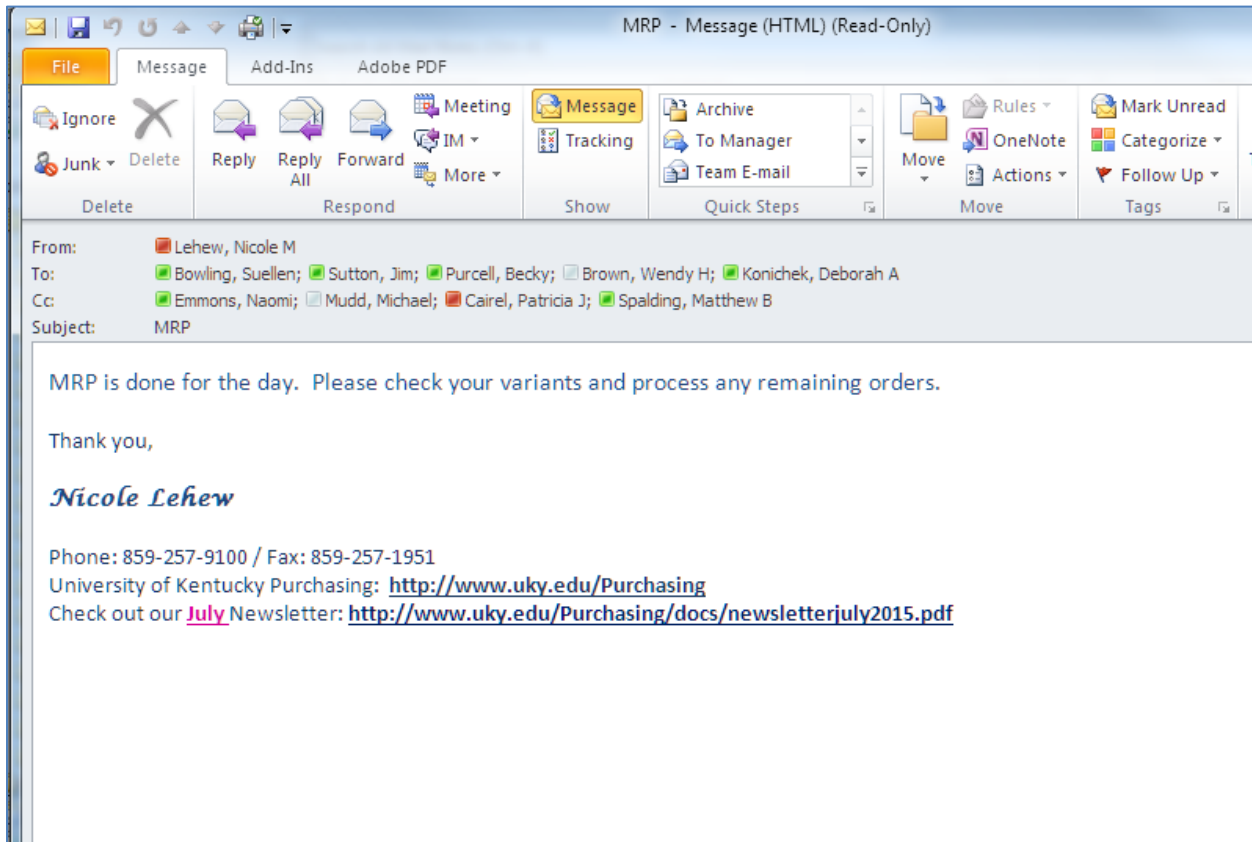 MRP - Message (HTML) (Read-Only)
File Message Add-Ins Adobe PDF
Ignore
Junk
Delete
Reply
Reply All
Forward
Meeting
IM
More
Message
Tracking
Archive
To Manager
Team E-mail
Move
Rules
OneNote
Actions
Mark Unread
Categorize
Follow Up
Delete Respond Show Quick Steps Move Tags
From: Lehew, Nicole M
To: Bowling, Suellen; Sutton, Jim; Purcell, Becky; Brown, Wendy H; Konichek, Deborah A
Cc: Emmons, Naomi; Mudd, Michael; Cairel, Patricia J; Spalding, Matthew B
Subject: MRP
MRP is done for the day. Please check your variants and process any remaining orders.
Thank you,
Nicole Lehew
Phone: 859-257-9100 / Fax: 859-257-1951
University of Kentucky Purchasing: http://www.uky.edu/Purchasing
Check out our July Newsletter: http://www.uky.edu/Purchasing/docs/newsletterjuly2015.pdf